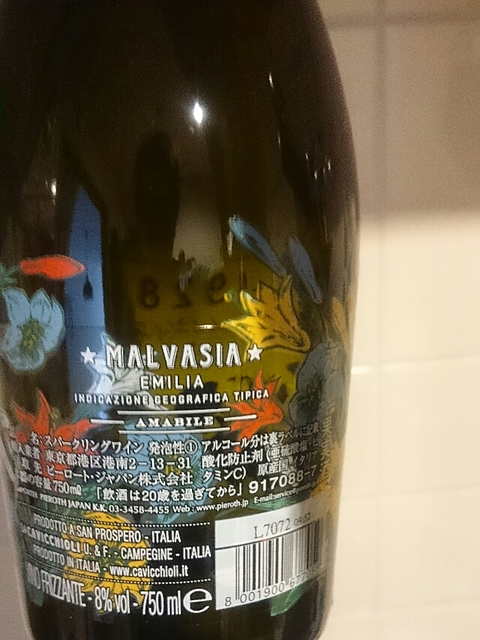 ★ MALVASIA ★
EMILIA
INDICAZIONE GEOGRAFICA TIPICA
AMABILE
名:スパークリングワイン 発泡性① アルコール分は裏ラベルに記載
東京都港区港南2-13-31 酸化防止剤
ピーロート・ジャパン株式会社 原産国
容量750ml 「飲酒は20歳を過ぎてから」 917088-7
PIEROTH JAPAN K.K. 03-3458-4455 Web : www.pieroth.jp E-mail:
PRODOTTO A SAN PROSPERO - ITALIA
CAVICCHIOLI U. & F. - CAMPEGINE - ITALIA
PRODOTTO IN ITALIA - www.cavicchioli.it
VINO FRIZZANTE - 8% vol - 750 ml e
L7072
8 001900